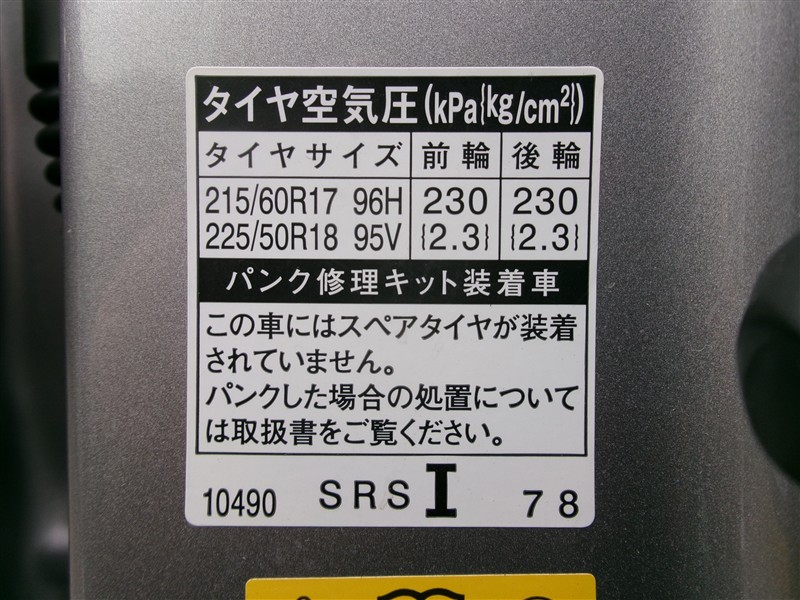 タイヤ空気圧(kPa{kg/cm²})
タイヤサイズ 前輪 後輪
215/60R17 96H 230 230
225/50R18 95V {2.3} {2.3}
パンク修理キット装着車
この車にはスペアタイヤが装着
されていません。
パンクした場合の処置について
は取扱書をご覧ください。
10490 SRS I 78